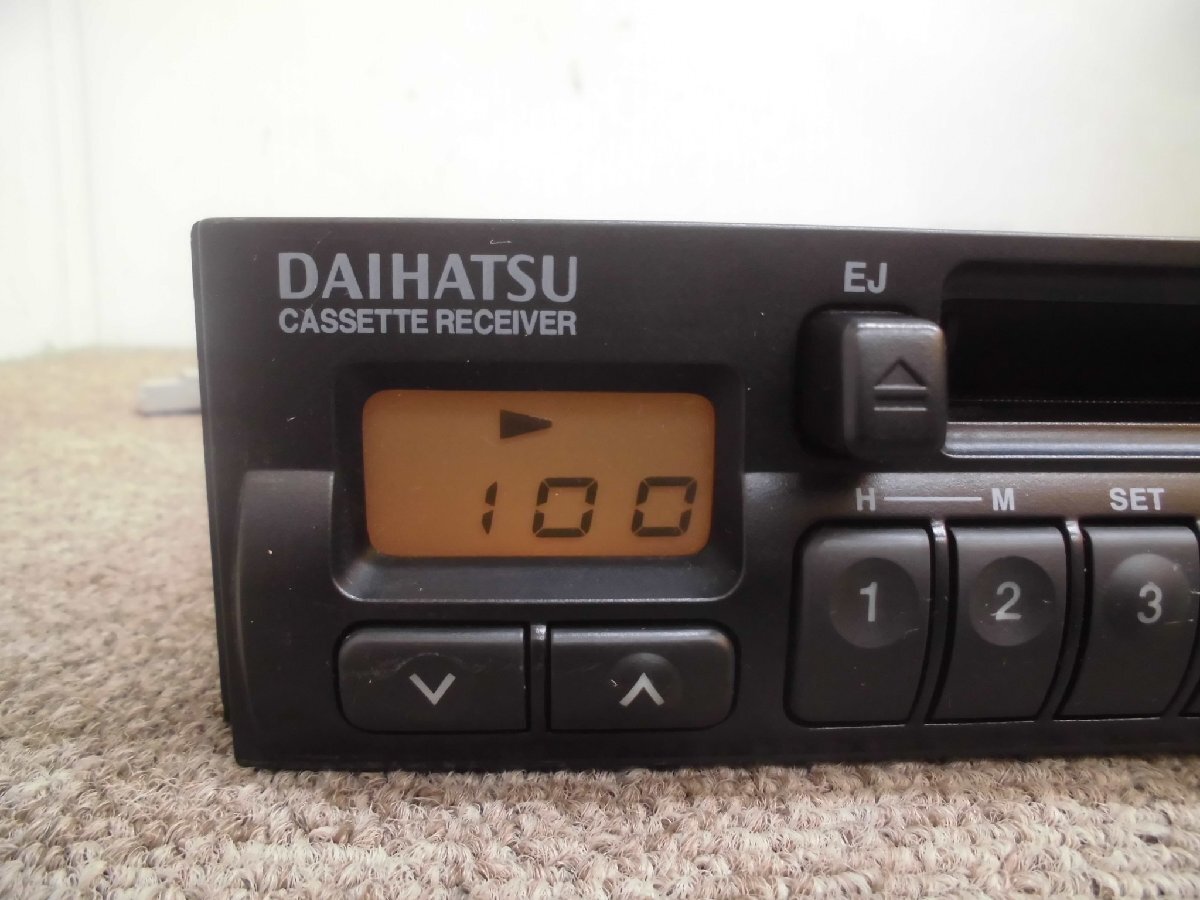 DAIHATSU
CASSETTE RECEIVER
EJ
100
H M SET
1 2 3